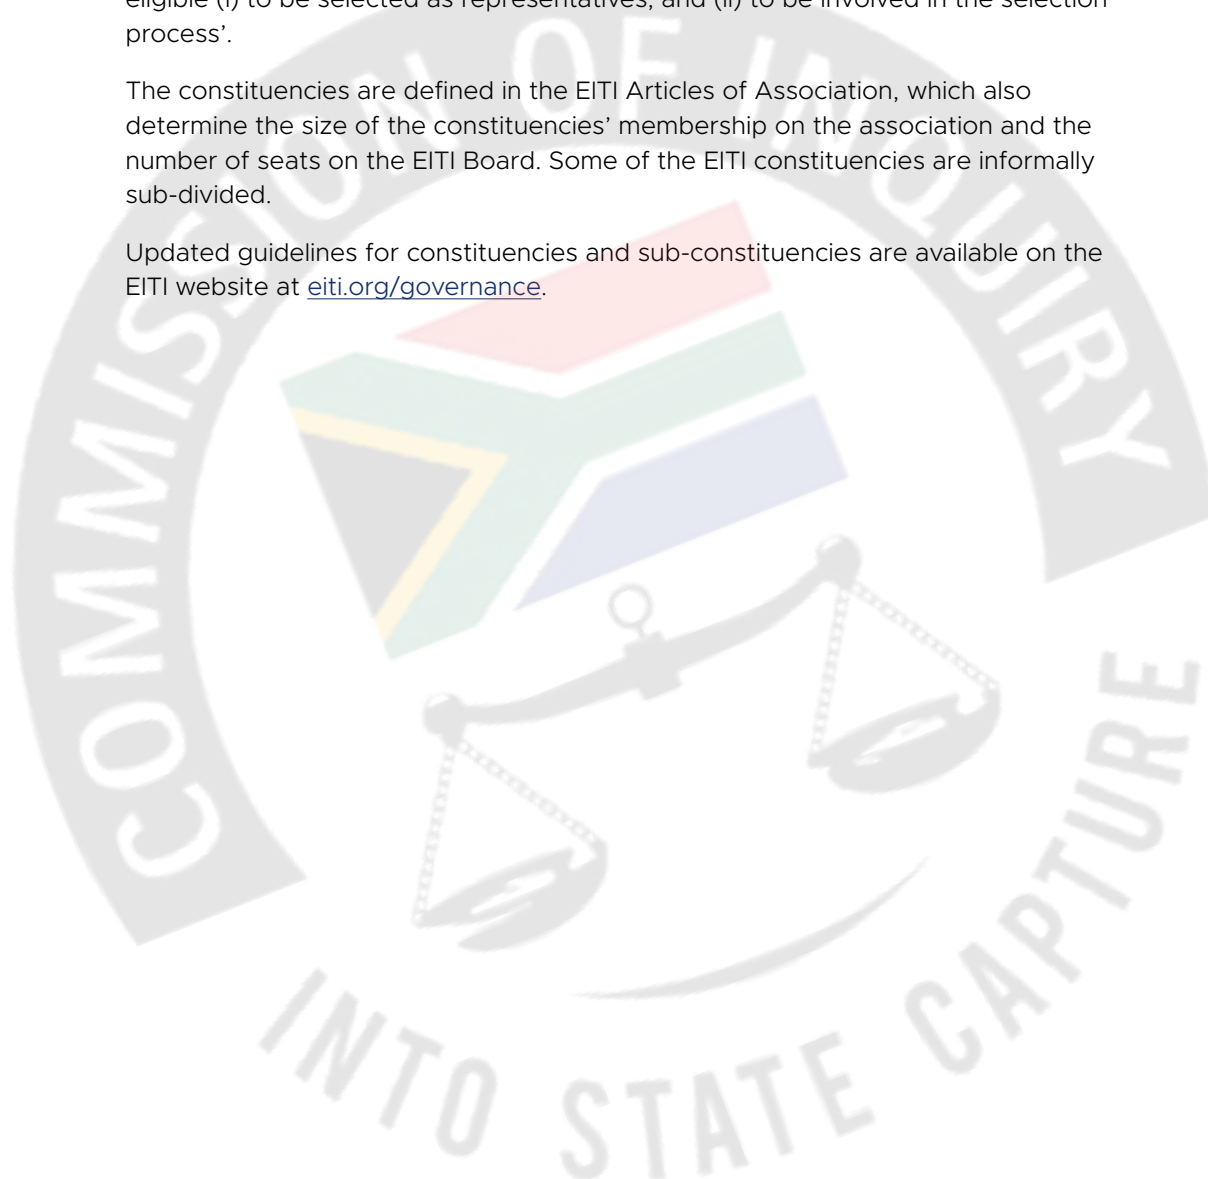 eligible (i) to be selected as representatives; and (ii) to be involved in the selection
process’.
The constituencies are defined in the EITI Articles of Association, which also
determine the size of the constituencies’ membership on the association and the
number of seats on the EITI Board. Some of the EITI constituencies are informally
sub-divided.
Updated guidelines for constituencies and sub-constituencies are available on the
EITI website at eiti.org/governance.
COMMISSION OF INQUIRY
INTO STATE CAPTURE